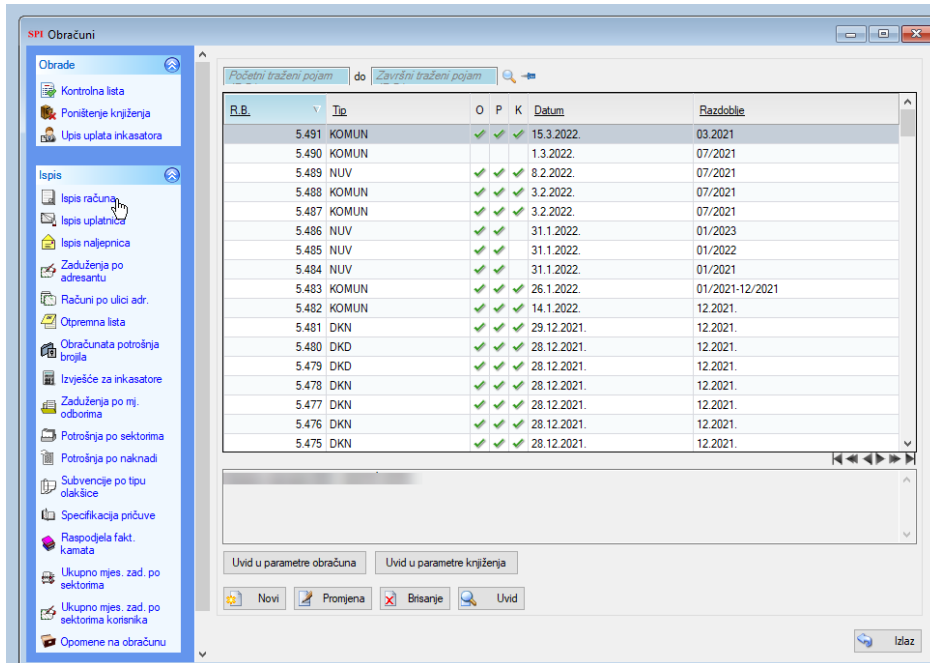 SPI Obračuni
Obrade
Kontrolna lista
Poništenje knjiženja
Upis uplata inkasatora
Ispis
Ispis računa
Ispis uplatnica
Ispis naljepnica
Zaduženja po
adresantu
Računi po ulici adr.
Otpremna lista
Obračunata potrošnja
brojila
Izvješće za inkasatore
Zaduženja po mj.
odborima
Potrošnja po sektorima
Potrošnja po naknadi
Subvencije po tipu
olakšice
Specifikacija pričuve
Raspodjela fakt.
kamata
Ukupno mjes. zad. po
sektorima
Ukupno mjes. zad. po
sektorima korisnika
Opomene na obračunu
Početni traženi pojam do Završni traženi pojam
R.B. Tip O P K Datum Razdoblje
5.491 KOMUN 15.3.2022. 03.2021
5.490 KOMUN 1.3.2022. 07/2021
5.489 NUV 8.2.2022. 07/2021
5.488 KOMUN 3.2.2022. 07/2021
5.487 KOMUN 3.2.2022. 07/2021
5.486 NUV 31.1.2022. 01/2023
5.485 NUV 31.1.2022. 01/2022
5.484 NUV 31.1.2022. 01/2021
5.483 KOMUN 26.1.2022. 01/2021-12/2021
5.482 KOMUN 14.1.2022. 12.2021.
5.481 DKN 29.12.2021. 12.2021.
5.480 DKD 28.12.2021. 12.2021.
5.479 DKD 28.12.2021. 12.2021.
5.478 DKN 28.12.2021. 12.2021.
5.477 DKN 28.12.2021. 12.2021.
5.476 DKN 28.12.2021. 12.2021.
5.475 DKN 28.12.2021. 12.2021.
Uvid u parametre obračuna Uvid u parametre knjiženja
Novi Promjena Brisanje Uvid
Izlaz